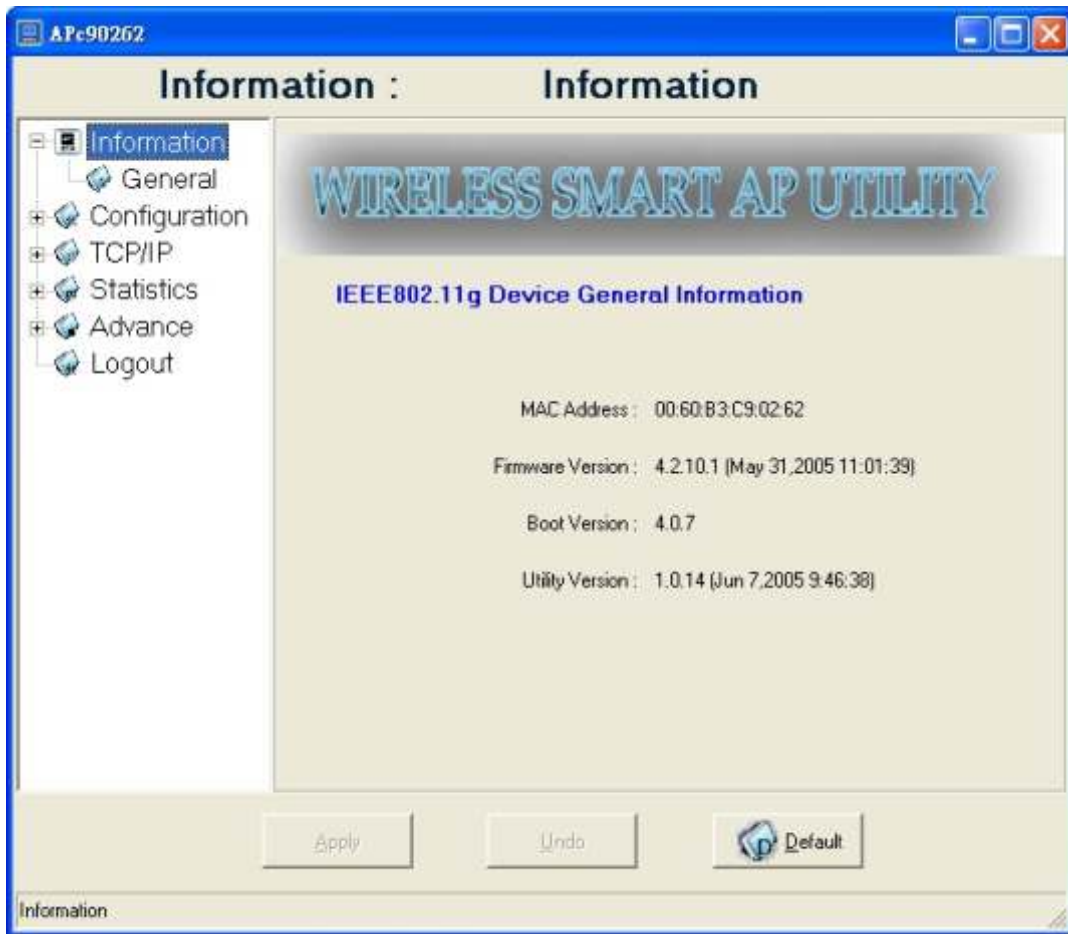 APc90262
Information : Information
Information
General
Configuration
TCP/IP
Statistics
Advance
Logout
WIRELESS SMART AP UTILITY
IEEE802.11g Device General Information
MAC Address : 00:60:B3:C9:02:62
Firmware Version : 4.2.10.1 (May 31,2005 11:01:39)
Boot Version : 4.0.7
Utility Version : 1.0.14 (Jun 7,2005 9:46:38)
Apply Undo Default
Information